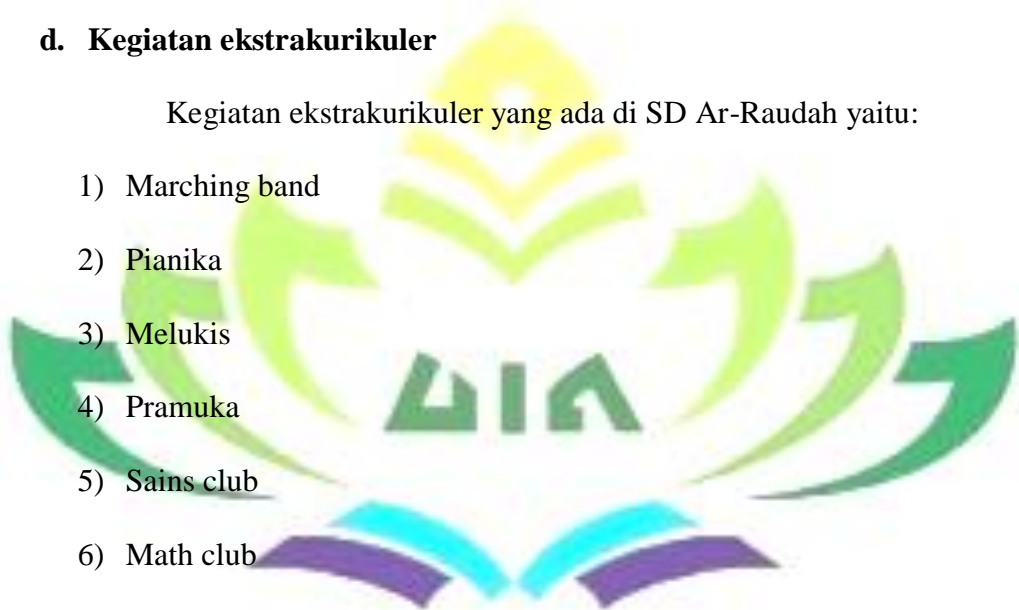 d. Kegiatan ekstrakurikuler
Kegiatan ekstrakurikuler yang ada di SD Ar-Raudah yaitu:
1) Marching band
2) Pianika
3) Melukis
4) Pramuka
UIN
5) Sains club
6) Math club